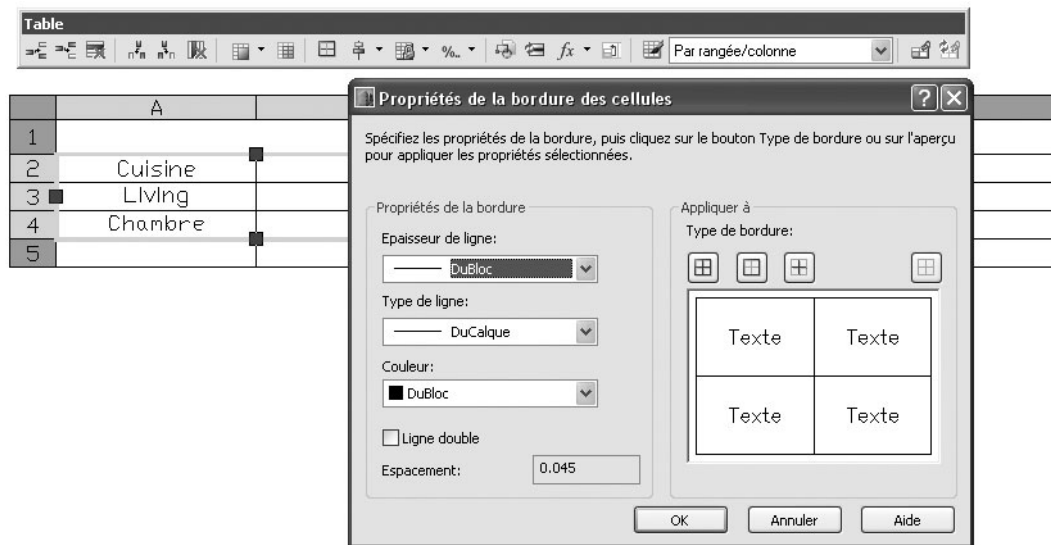 Table
%.. fx Par rangée/colonne
A
1
2 Cuisine
3 Living
4 Chambre
5
Propriétés de la bordure des cellules
Spécifiez les propriétés de la bordure, puis cliquez sur le bouton Type de bordure ou sur l'aperçu
pour appliquer les propriétés sélectionnées.
Propriétés de la bordure
Epaisseur de ligne:
DuBloc
Type de ligne:
DuCalque
Couleur:
DuBloc
Ligne double
Espacement: 0.045
Appliquer à
Type de bordure:
Texte Texte
Texte Texte
OK Annuler Aide